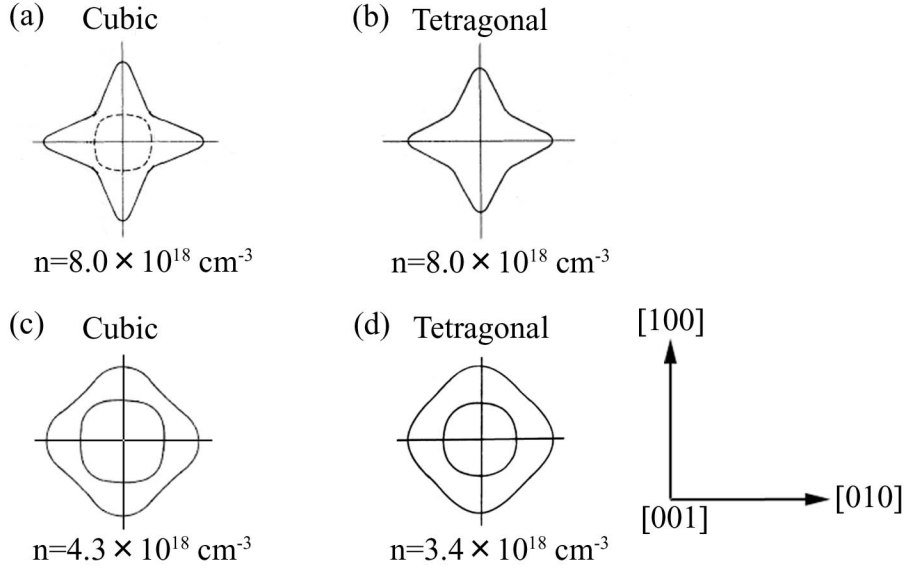 (a) Cubic
(b) Tetragonal
n=8.0 × 10¹⁸ cm⁻³
n=8.0 × 10¹⁸ cm⁻³
(c) Cubic
(d) Tetragonal
[100]
[010]
[001]
n=4.3 × 10¹⁸ cm⁻³
n=3.4 × 10¹⁸ cm⁻³